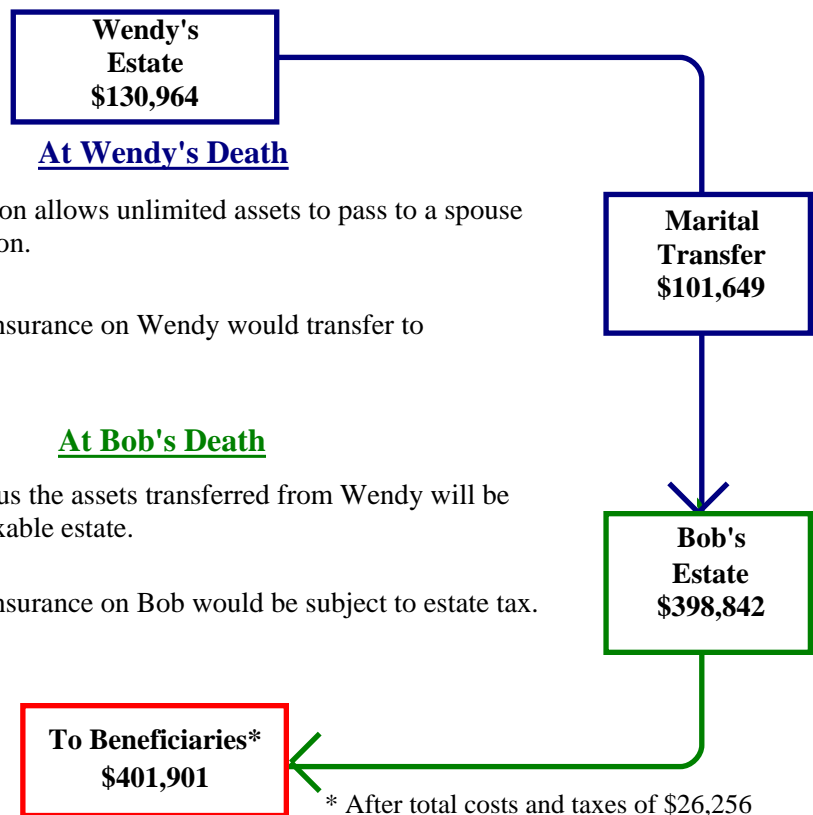 Wendy's
Estate
$130,964
At Wendy's Death
on allows unlimited assets to pass to a spouse
on.
Marital
Transfer
$101,649
nsurance on Wendy would transfer to
At Bob's Death
us the assets transferred from Wendy will be
xable estate.
Bob's
Estate
$398,842
nsurance on Bob would be subject to estate tax.
To Beneficiaries*
$401,901
* After total costs and taxes of $26,256